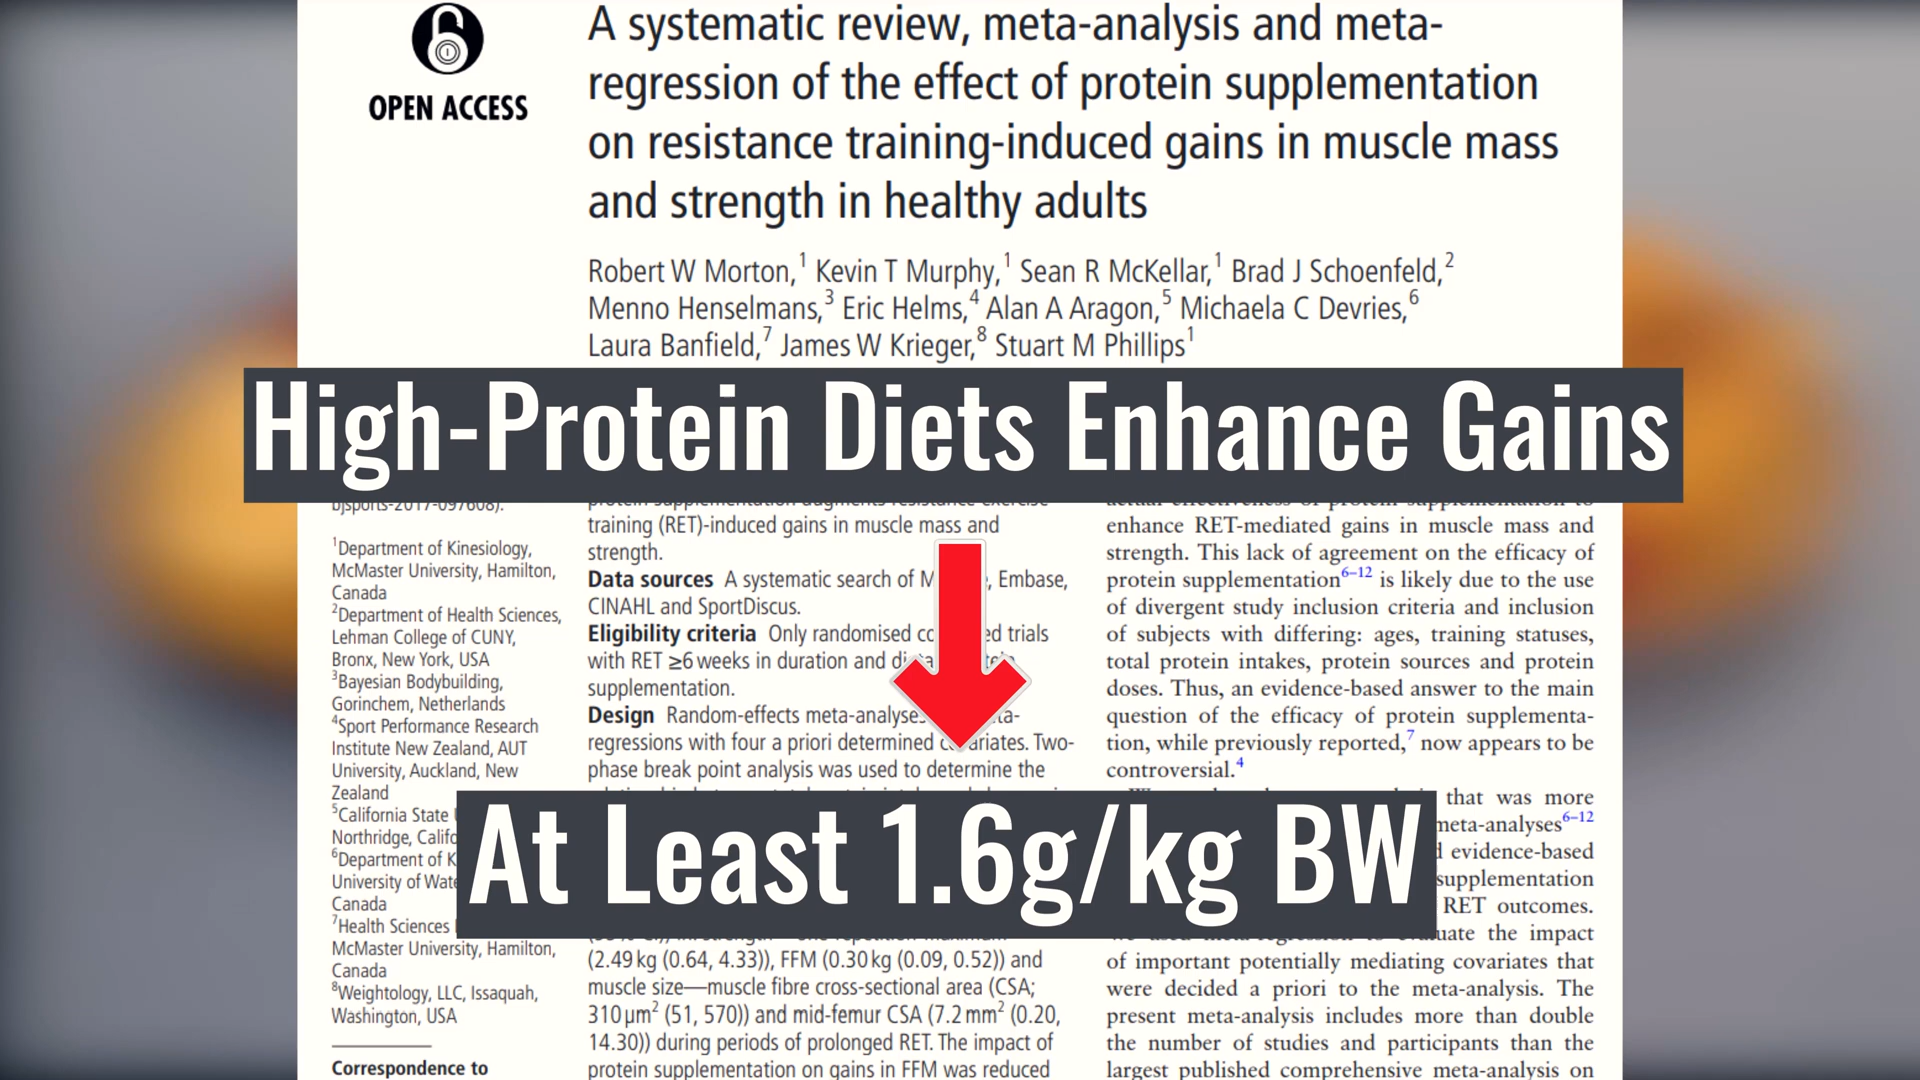 OPEN ACCESS
A systematic review, meta-analysis and meta-
regression of the effect of protein supplementation
on resistance training-induced gains in muscle mass
and strength in healthy adults
Robert W Morton,1 Kevin T Murphy,1 Sean R McKellar,1 Brad J Schoenfeld,2
Menno Henselmans,3 Eric Helms,4 Alan A Aragon,5 Michaela C Devries,6
Laura Banfield,7 James W Krieger,8 Stuart M Phillips1
High-Protein Diets Enhance Gains
At Least 1.6g/kg BW
bjsports-2017-097608).
1Department of Kinesiology,
McMaster University, Hamilton,
Canada
2Department of Health Sciences,
Lehman College of CUNY,
Bronx, New York, USA
3Bayesian Bodybuilding,
Gorinchem, Netherlands
4Sport Performance Research
Institute New Zealand, AUT
University, Auckland, New
Zealand
5California State
Northridge,
6Department of
University of
Canada
7Health Sciences
McMaster University, Hamilton,
Canada
8Weightology, LLC, Issaquah,
Washington, USA
Correspondence to
training (RET)-induced gains in muscle mass and
strength.
Data sources A systematic search of Embase,
CINAHL and SportDiscus.
Eligibility criteria Only randomised trials
with RET ≥6 weeks in duration and
supplementation.
Design Random-effects meta-analyses
regressions with four a priori determined Two-
phase break point analysis was used to determine the
(2.49 kg (0.64, 4.33)), FFM (0.30 kg (0.09, 0.52)) and
muscle size—muscle fibre cross-sectional area (CSA;
310 µm2 (51, 570)) and mid-femur CSA (7.2 mm2 (0.20,
14.30)) during periods of prolonged RET. The impact of
protein supplementation on gains in FFM was reduced
enhance RET-mediated gains in muscle mass and
strength. This lack of agreement on the efficacy of
protein supplementation6–12 is likely due to the use
of divergent study inclusion criteria and inclusion
of subjects with differing: ages, training statuses,
total protein intakes, protein sources and protein
doses. Thus, an evidence-based answer to the main
question of the efficacy of protein supplementa-
tion, while previously reported,7 now appears to be
controversial.4
that was more
meta-analyses6–12
evidence-based
supplementation
RET outcomes.
the impact
of important potentially mediating covariates that
were decided a priori to the meta-analysis. The
present meta-analysis includes more than double
the number of studies and participants than the
largest published comprehensive meta-analysis on